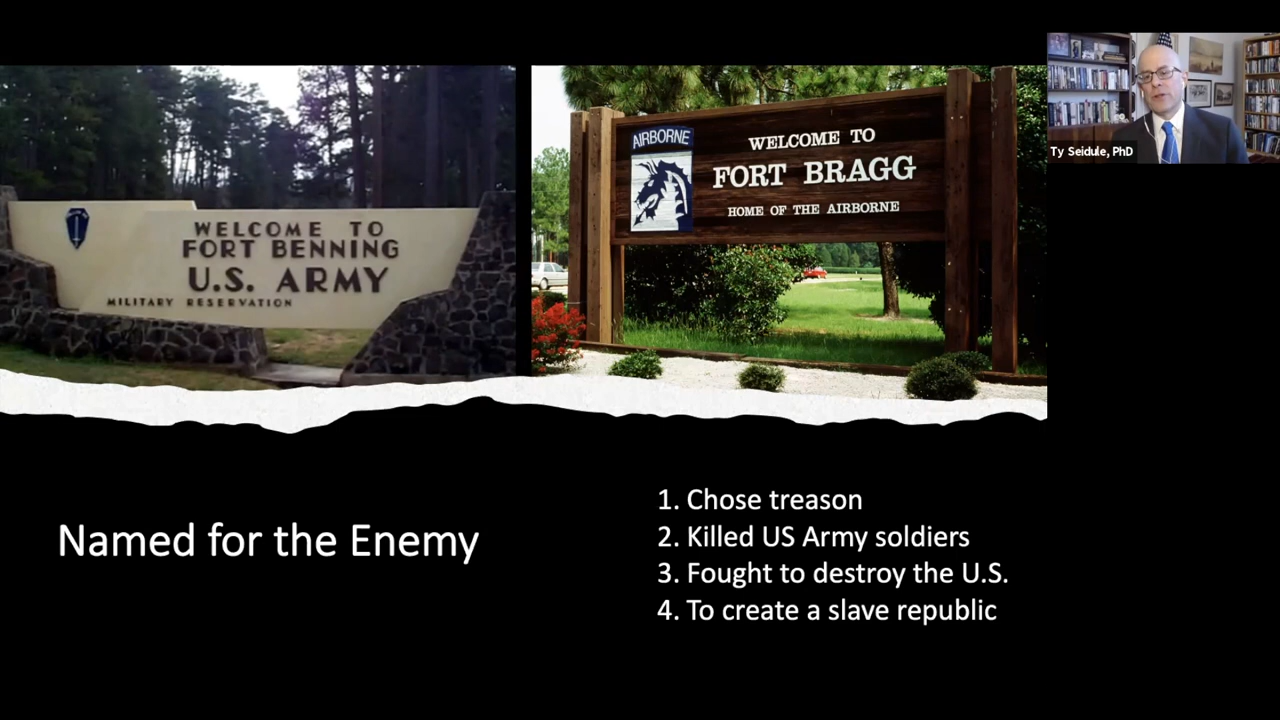 WELCOME TO
FORT BENNING
U.S. ARMY
MILITARY RESERVATION
AIRBORNE
WELCOME TO
FORT BRAGG
HOME OF THE AIRBORNE
Ty Seidule, PhD
Named for the Enemy
1. Chose treason
2. Killed US Army soldiers
3. Fought to destroy the U.S.
4. To create a slave republic